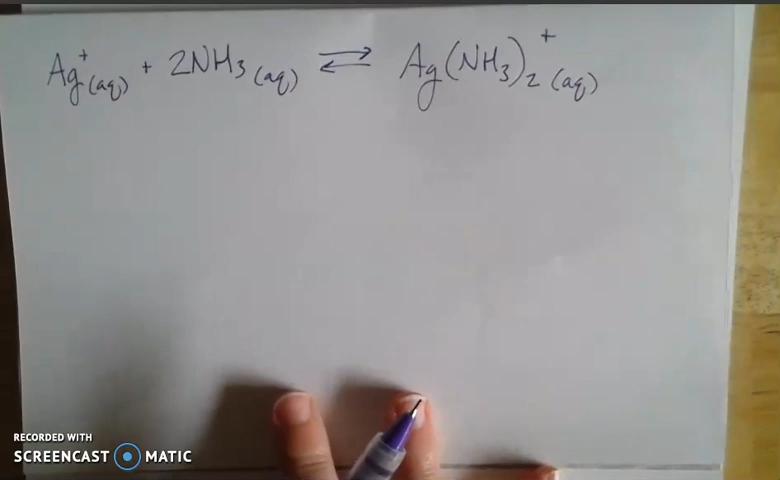 Ag⁺(aq) + 2NH₃(aq) ⇌ Ag(NH₃)₂⁺(aq)
RECORDED WITH
SCREENCAST MATIC